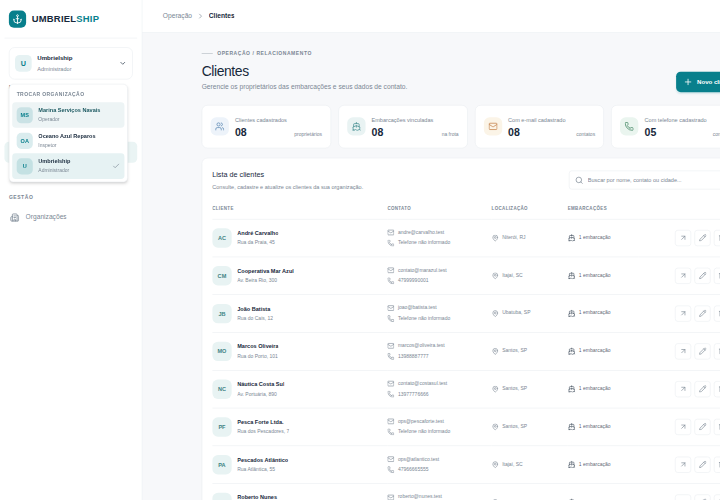 UMBRIELSHIP
Operação > Clientes
U
Umbrielship
Administrador
TROCAR ORGANIZAÇÃO
MS
Marina Serviços Navais
Operador
OA
Oceano Azul Reparos
Inspetor
U
Umbrielship
Administrador
GESTÃO
Organizações
OPERAÇÃO / RELACIONAMENTO
Clientes
Gerencie os proprietários das embarcações e seus dados de contato.
Novo cli
Clientes cadastrados
08
proprietários
Embarcações vinculadas
08
na frota
Com e-mail cadastrado
08
contatos
Com telefone cadastrado
05
Lista de clientes
Consulte, cadastre e atualize os clientes da sua organização.
Buscar por nome, contato ou cidade...
CLIENTE CONTATO LOCALIZAÇÃO EMBARCAÇÕES
AC
André Carvalho
Rua da Praia, 45
andre@carvalho.test
Telefone não informado
Niterói, RJ
1 embarcação
CM
Cooperativa Mar Azul
Av. Beira Rio, 300
contato@marazul.test
47999990001
Itajaí, SC
1 embarcação
JB
João Batista
Rua do Cais, 12
joao@batista.test
Telefone não informado
Ubatuba, SP
1 embarcação
MO
Marcos Oliveira
Rua do Porto, 101
marcos@oliveira.test
13988887777
Santos, SP
1 embarcação
NC
Náutica Costa Sul
Av. Portuária, 890
contato@costasul.test
13977776666
Santos, SP
1 embarcação
PF
Pesca Forte Ltda.
Rua dos Pescadores, 7
ops@pescaforte.test
Telefone não informado
Santos, SP
1 embarcação
PA
Pescados Atlântico
Rua Atlântica, 55
ops@atlantico.test
47966665555
Itajaí, SC
1 embarcação
Roberto Nunes
roberto@nunes.test